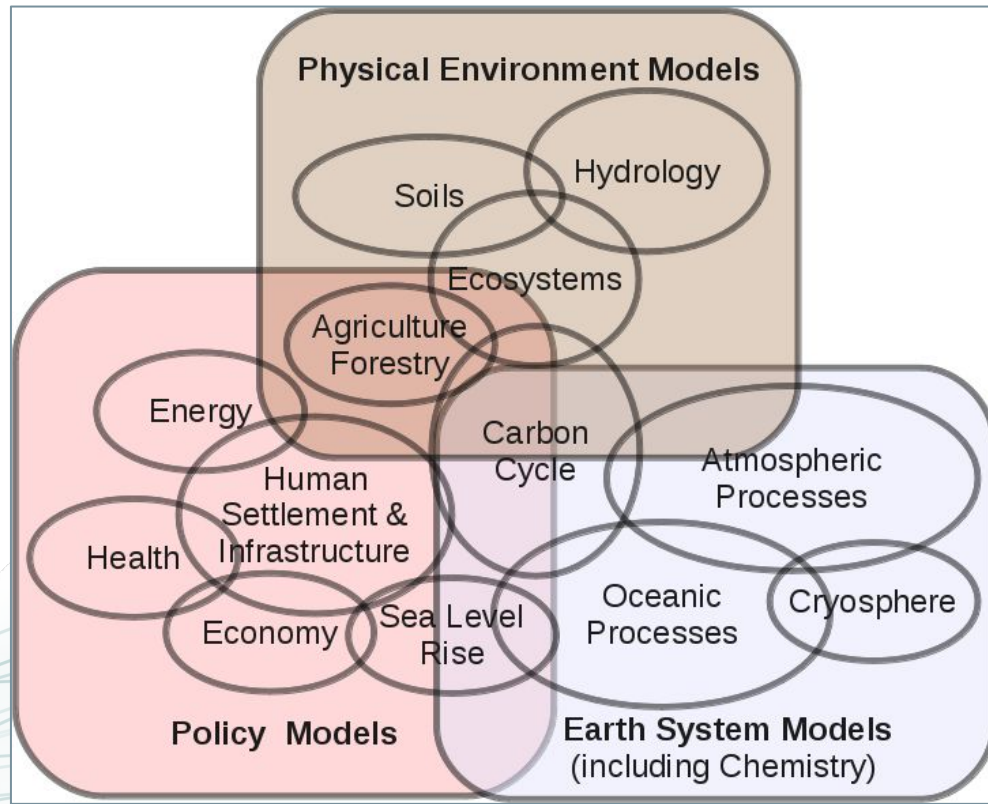 Physical Environment Models
Hydrology
Soils
Ecosystems
Agriculture
Forestry
Energy
Carbon
Cycle
Atmospheric
Processes
Human
Settlement &
Infrastructure
Health
Oceanic
Processes
Cryosphere
Economy
Sea Level
Rise
Policy Models
Earth System Models
(including Chemistry)